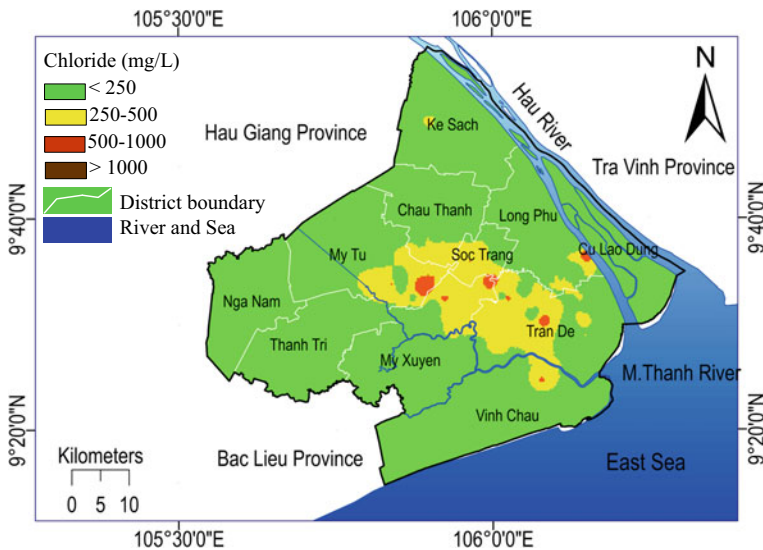 105°30'0"E 106°0'0"E
Chloride (mg/L)
< 250
250-500
500-1000
> 1000
District boundary
River and Sea
N
Hau Giang Province
Hau River
Tra Vinh Province
Ke Sach
Chau Thanh
Long Phu
Cu Lao Dung
My Tu
Soc Trang
Nga Nam
Thanh Tri
Tran De
My Xuyen
M.Thanh River
Vinh Chau
Bac Lieu Province
East Sea
Kilometers
0 5 10
9°40'0"N
9°20'0"N
9°40'0"N
9°20'0"N
105°30'0"E 106°0'0"E